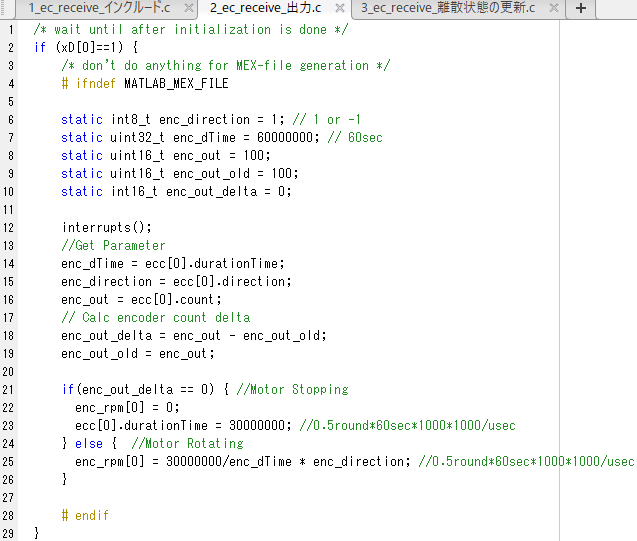 1_ec_receive_インクルード.c × 2_ec_receive_出力.c × 3_ec_receive_離散状態の更新.c × +
1 /* wait until after initialization is done */
2 if (xD[0]==1) {
3 /* don't do anything for MEX-file generation */
4 # ifndef MATLAB_MEX_FILE
5
6 static int8_t enc_direction = 1; // 1 or -1
7 static uint32_t enc_dTime = 60000000; // 60sec
8 static uint16_t enc_out = 100;
9 static uint16_t enc_out_old = 100;
10 static int16_t enc_out_delta = 0;
11
12 interrupts();
13 //Get Parameter
14 enc_dTime = ecc[0].durationTime;
15 enc_direction = ecc[0].direction;
16 enc_out = ecc[0].count;
17 // Calc encoder count delta
18 enc_out_delta = enc_out - enc_out_old;
19 enc_out_old = enc_out;
20
21 if(enc_out_delta == 0) { //Motor Stopping
22 enc_rpm[0] = 0;
23 ecc[0].durationTime = 30000000; //0.5round*60sec*1000*1000/usec
24 } else { //Motor Rotating
25 enc_rpm[0] = 30000000/enc_dTime * enc_direction; //0.5round*60sec*1000*1000/usec
26 }
27
28 # endif
29 }